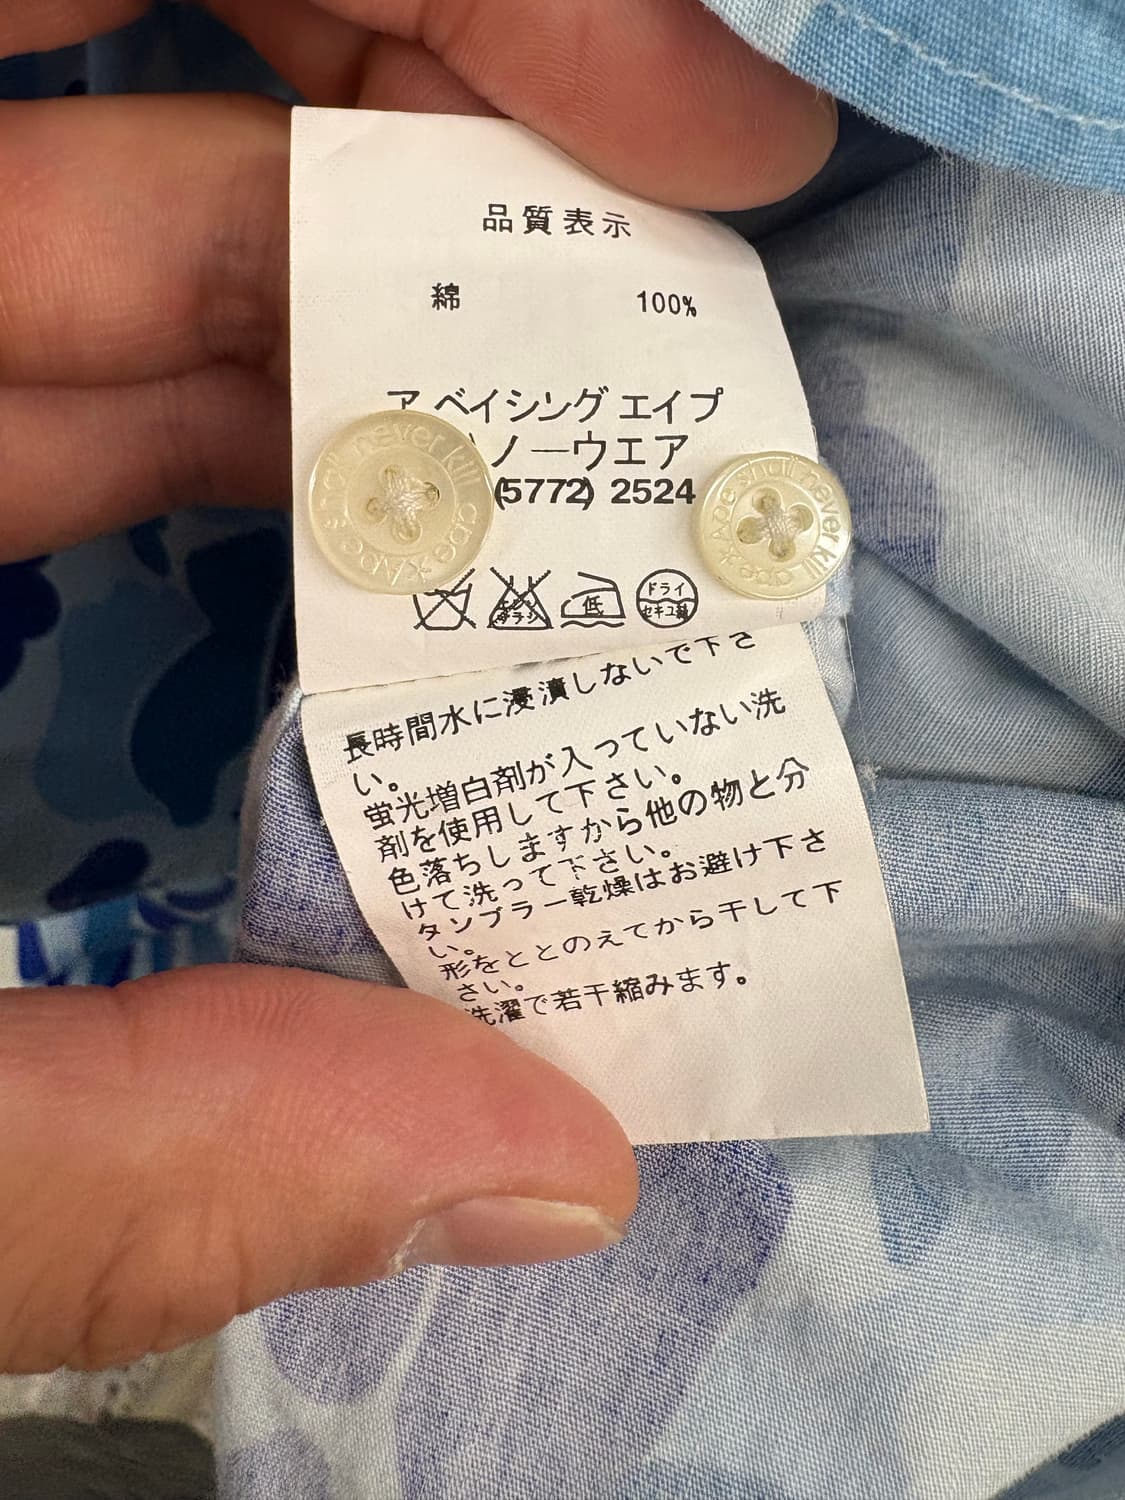 品質表示
綿 100%
ア ベイシング エイプ
ノーウエア
(5772) 2524
Ape shall never kill ape*
Ape shall never kill ape*
低
ドライ
セキユ系
長時間水に浸漬しないで下さ
い。
蛍光増白剤が入っていない洗
剤を使用して下さい。
色落ちしますから他の物と分
けて洗って下さい。
タンブラー乾燥はお避け下さ
い。
形をととのえてから干して下
さい。
洗濯で若干縮みます。